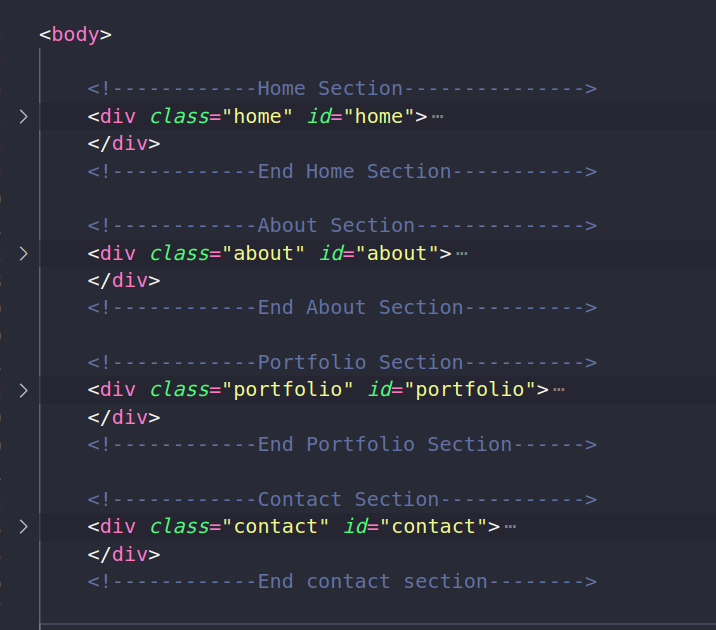 <body>
<!------------Home Section--------------->
<div class="home" id="home">⋯
</div>
<!------------End Home Section----------->
<!------------About Section-------------->
<div class="about" id="about">⋯
</div>
<!------------End About Section---------->
<!------------Portfolio Section---------->
<div class="portfolio" id="portfolio">⋯
</div>
<!------------End Portfolio Section------>
<!------------Contact Section------------>
<div class="contact" id="contact">⋯
</div>
<!------------End contact section-------->